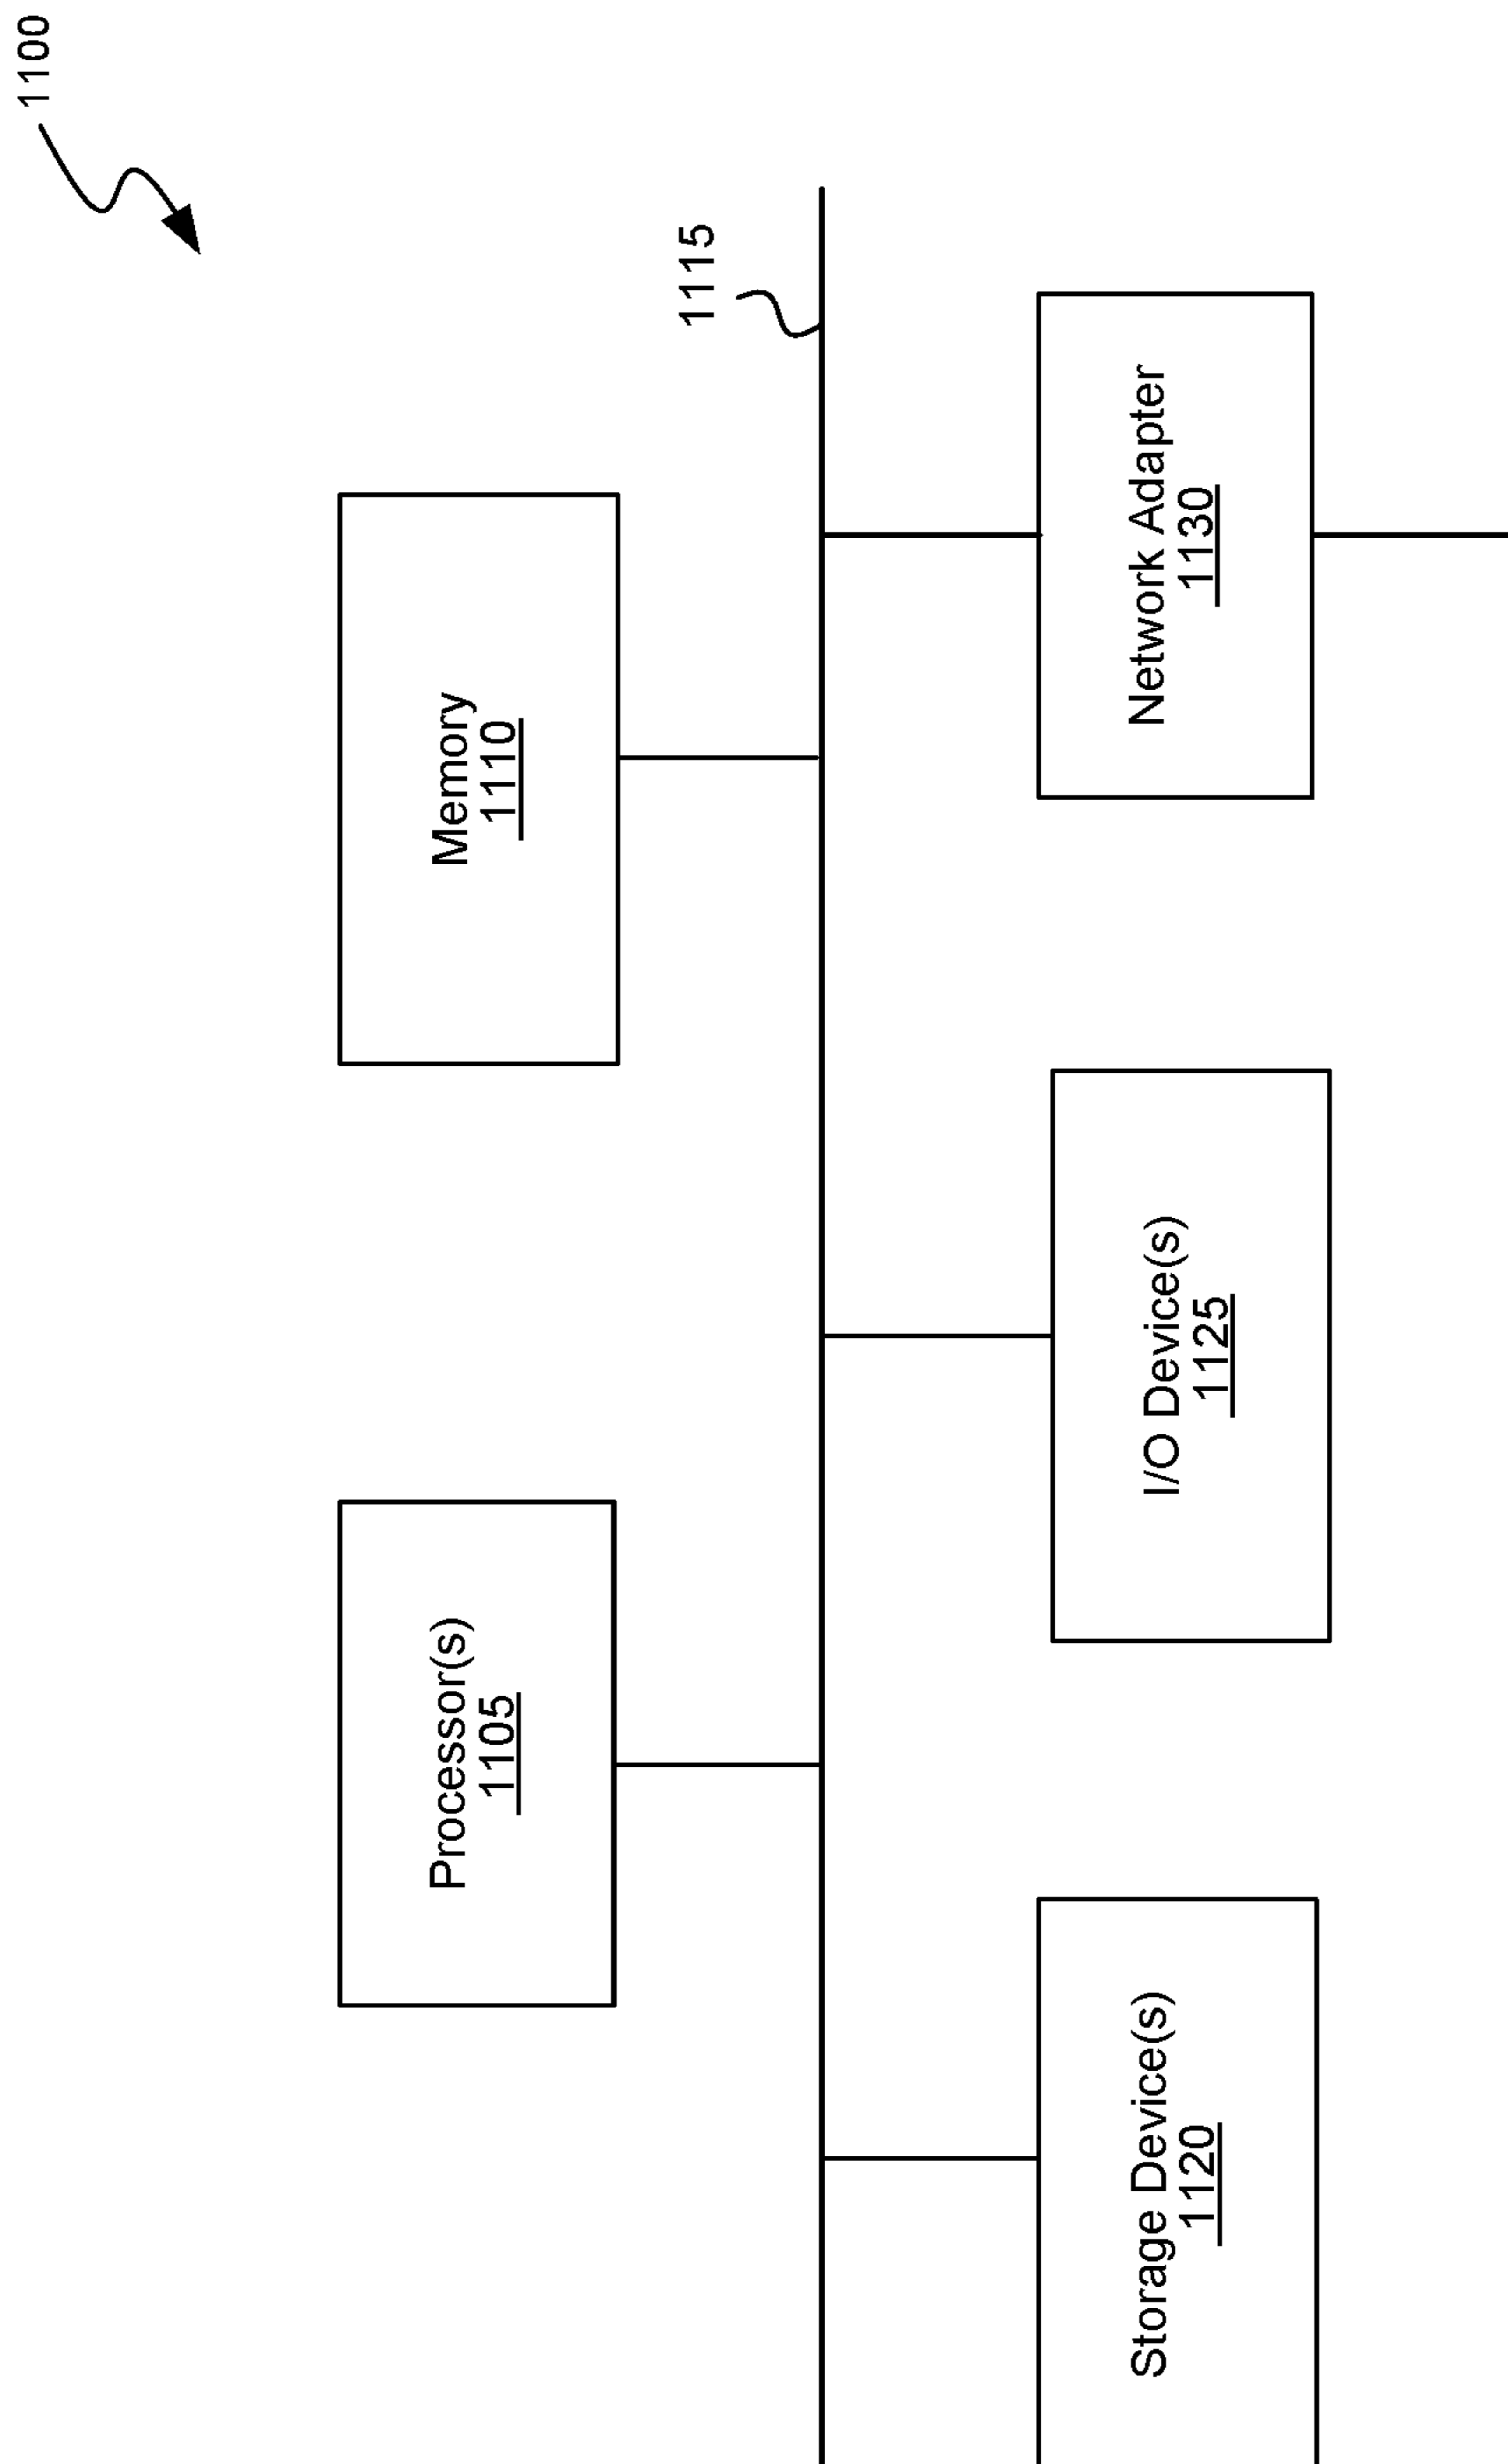 1100
Processor(s)
1105
Memory
1110
1115
Storage Device(s)
1120
I/O Device(s)
1125
Network Adapter
1130